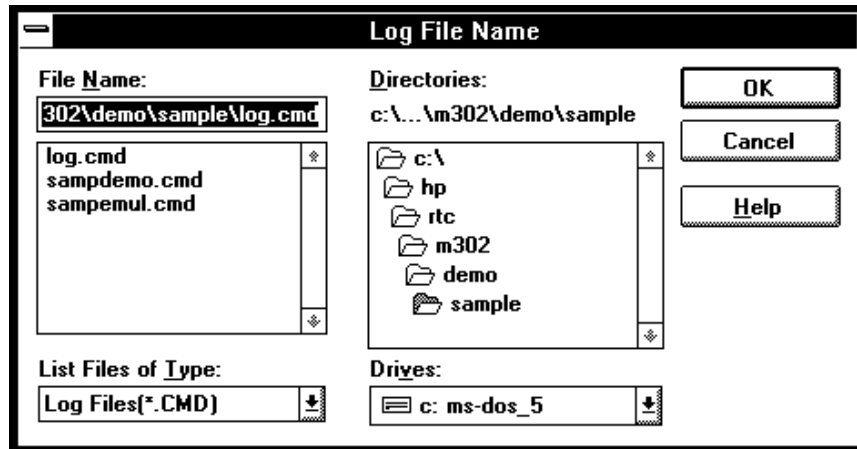 Log File Name
File Name:
302\demo\sample\log.cmd
log.cmd
sampdemo.cmd
sampemul.cmd
List Files of Type:
Log Files(*.CMD)
Directories:
c:\...\m302\demo\sample
c:\
hp
rtc
m302
demo
sample
Drives:
c: ms-dos_5
OK
Cancel
Help